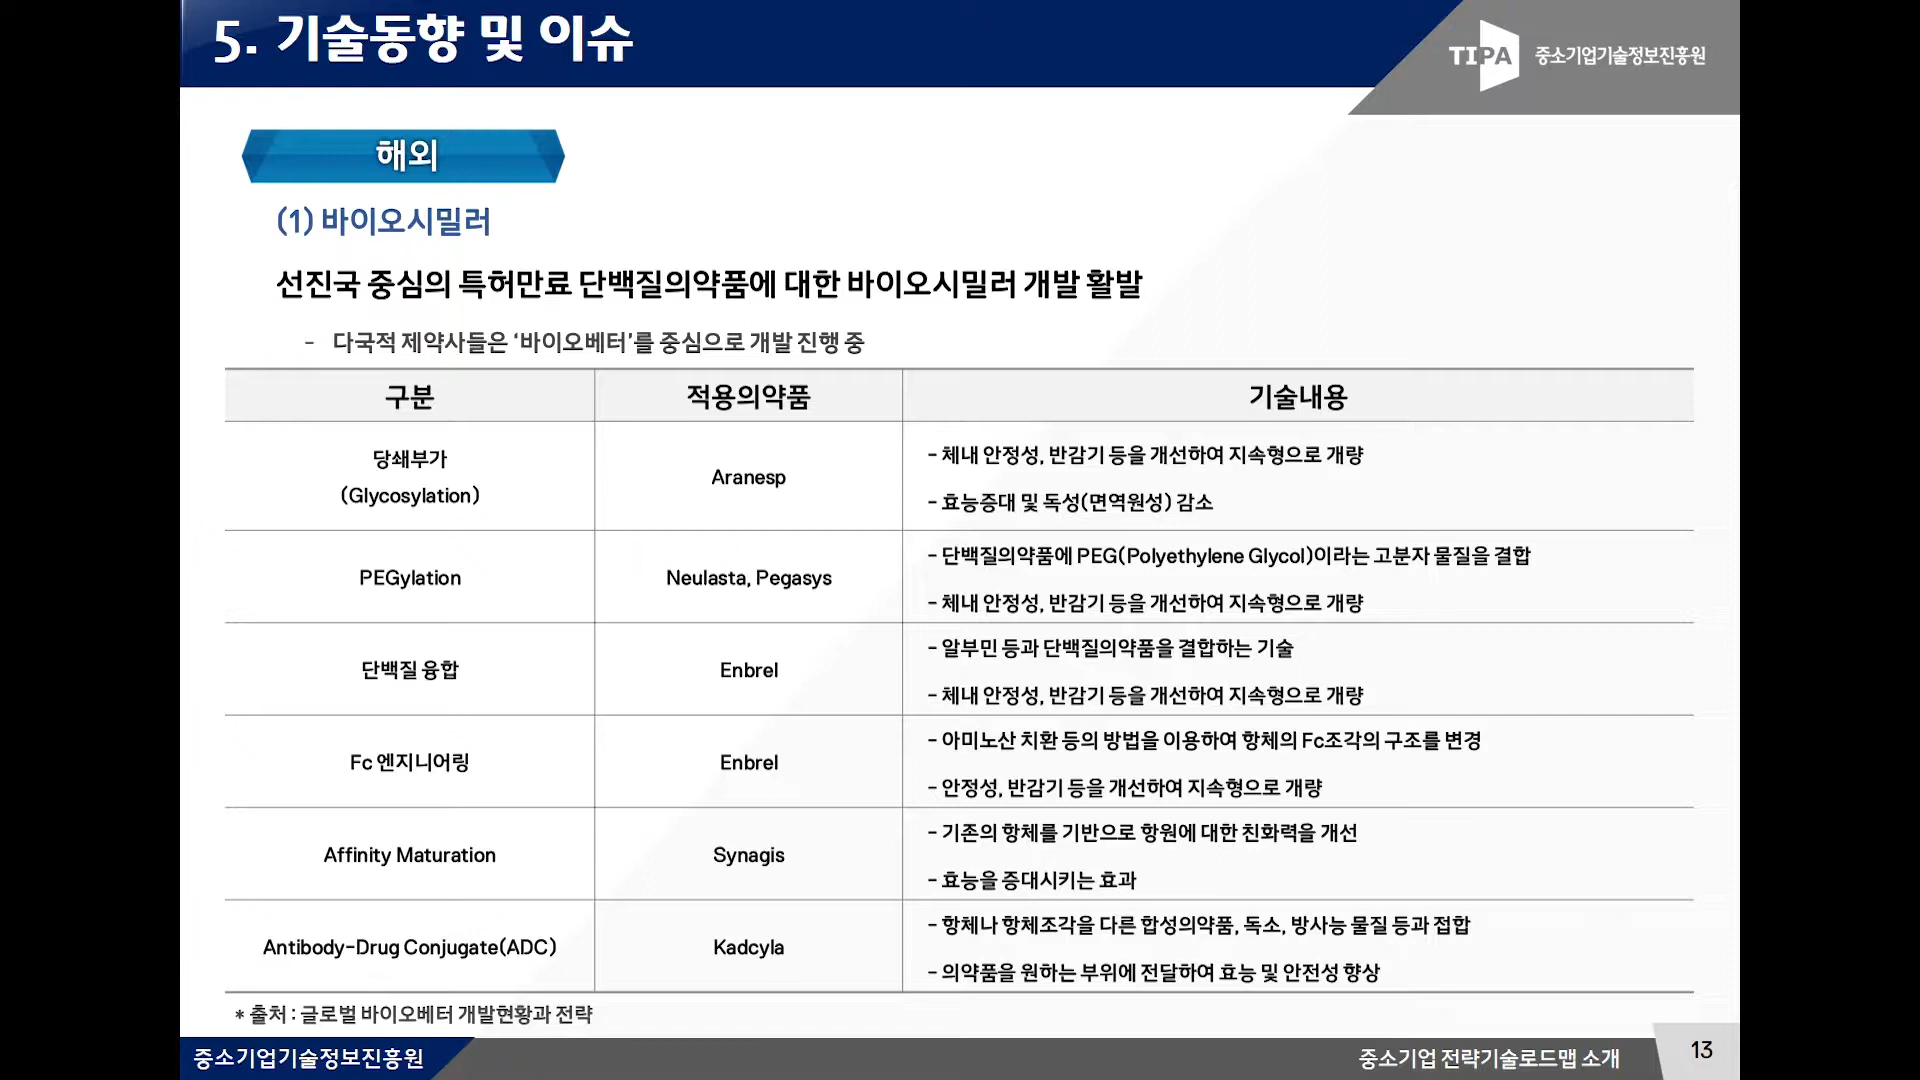 5. 기술동향 및 이슈
TIPA 중소기업기술정보진흥원
해외
(1) 바이오시밀러
선진국 중심의 특허만료 단백질의약품에 대한 바이오시밀러 개발 활발
- 다국적 제약사들은 ‘바이오베터’를 중심으로 개발 진행 중
구분 적용의약품 기술내용
당쇄부가
(Glycosylation)
Aranesp
- 체내 안정성, 반감기 등을 개선하여 지속형으로 개량
- 효능증대 및 독성(면역원성) 감소
PEGylation
Neulasta, Pegasys
- 단백질의약품에 PEG(Polyethylene Glycol)이라는 고분자 물질을 결합
- 체내 안정성, 반감기 등을 개선하여 지속형으로 개량
단백질 융합
Enbrel
- 알부민 등과 단백질의약품을 결합하는 기술
- 체내 안정성, 반감기 등을 개선하여 지속형으로 개량
Fc 엔지니어링
Enbrel
- 아미노산 치환 등의 방법을 이용하여 항체의 Fc조각의 구조를 변경
- 안정성, 반감기 등을 개선하여 지속형으로 개량
Affinity Maturation
Synagis
- 기존의 항체를 기반으로 항원에 대한 친화력을 개선
- 효능을 증대시키는 효과
Antibody-Drug Conjugate(ADC)
Kadcyla
- 항체나 항체조각을 다른 합성의약품, 독소, 방사능 물질 등과 접합
- 의약품을 원하는 부위에 전달하여 효능 및 안전성 향상
* 출처 : 글로벌 바이오베터 개발현황과 전략
중소기업기술정보진흥원
중소기업 전략기술로드맵 소개
13